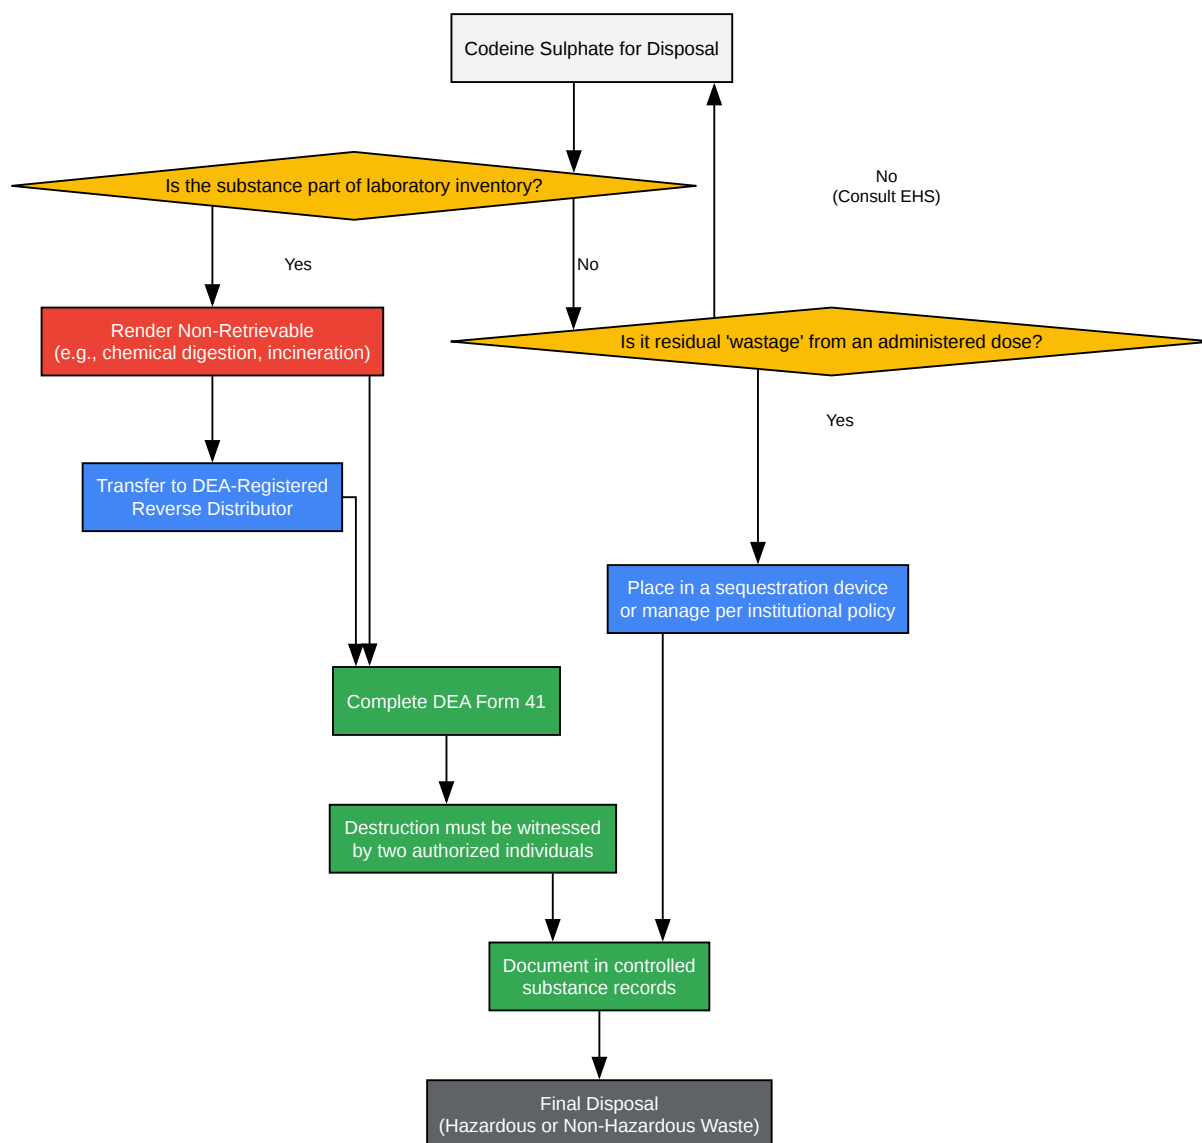 Codeine Sulphate for Disposal
Is the substance part of laboratory inventory?
No
(Consult EHS)
Yes
No
Render Non-Retrievable
(e.g., chemical digestion, incineration)
Is it residual 'wastage' from an administered dose?
Yes
Transfer to DEA-Registered
Reverse Distributor
Place in a sequestration device
or manage per institutional policy
Complete DEA Form 41
Destruction must be witnessed
by two authorized individuals
Document in controlled
substance records
Final Disposal
(Hazardous or Non-Hazardous Waste)